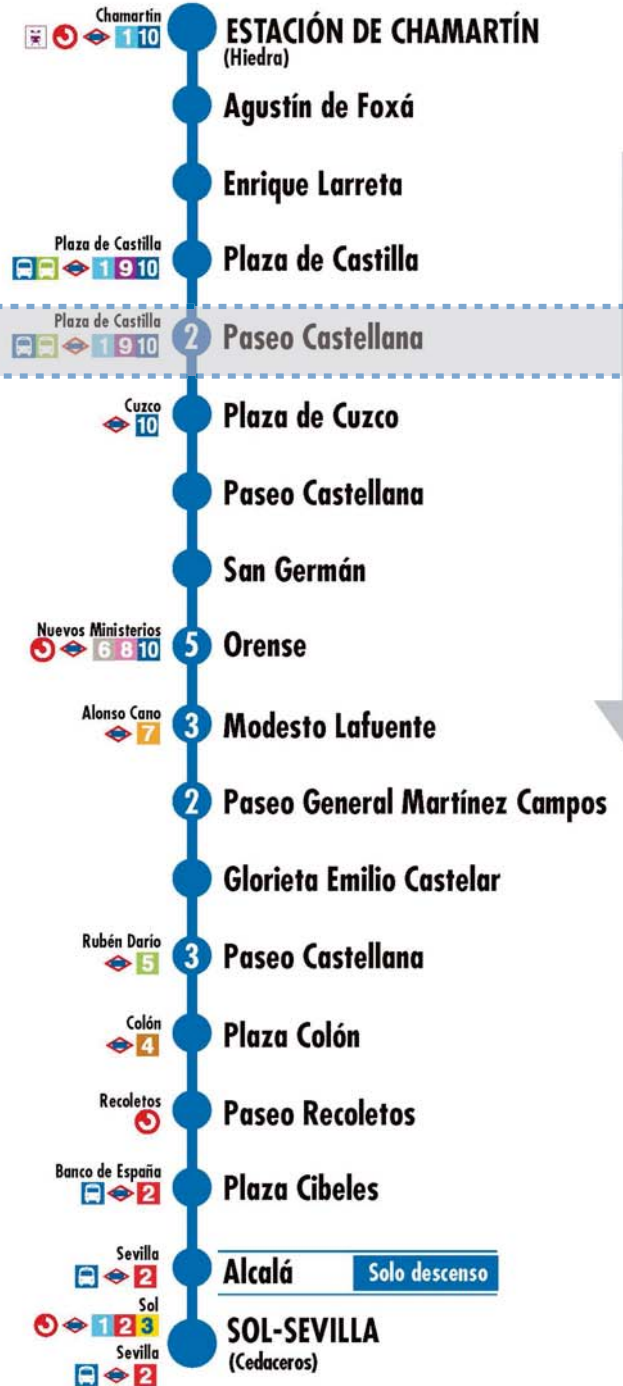 Chamartín
1 10
ESTACIÓN DE CHAMARTÍN
(Hiedra)
Agustín de Foxá
Enrique Larreta
Plaza de Castilla
1 9 10
Plaza de Castilla
Plaza de Castilla
1 9 10
2
Paseo Castellana
Cuzco
10
Plaza de Cuzco
Paseo Castellana
San Germán
Nuevos Ministerios
6 8 10
5
Orense
Alonso Cano
7
3
Modesto Lafuente
2
Paseo General Martínez Campos
Glorieta Emilio Castelar
Rubén Darío
5
3
Paseo Castellana
Colón
4
Plaza Colón
Recoletos
Paseo Recoletos
Banco de España
2
Plaza Cibeles
Sevilla
2
Alcalá
Solo descenso
Sol
1 2 3
SOL-SEVILLA
(Cedaceros)
Sevilla
2